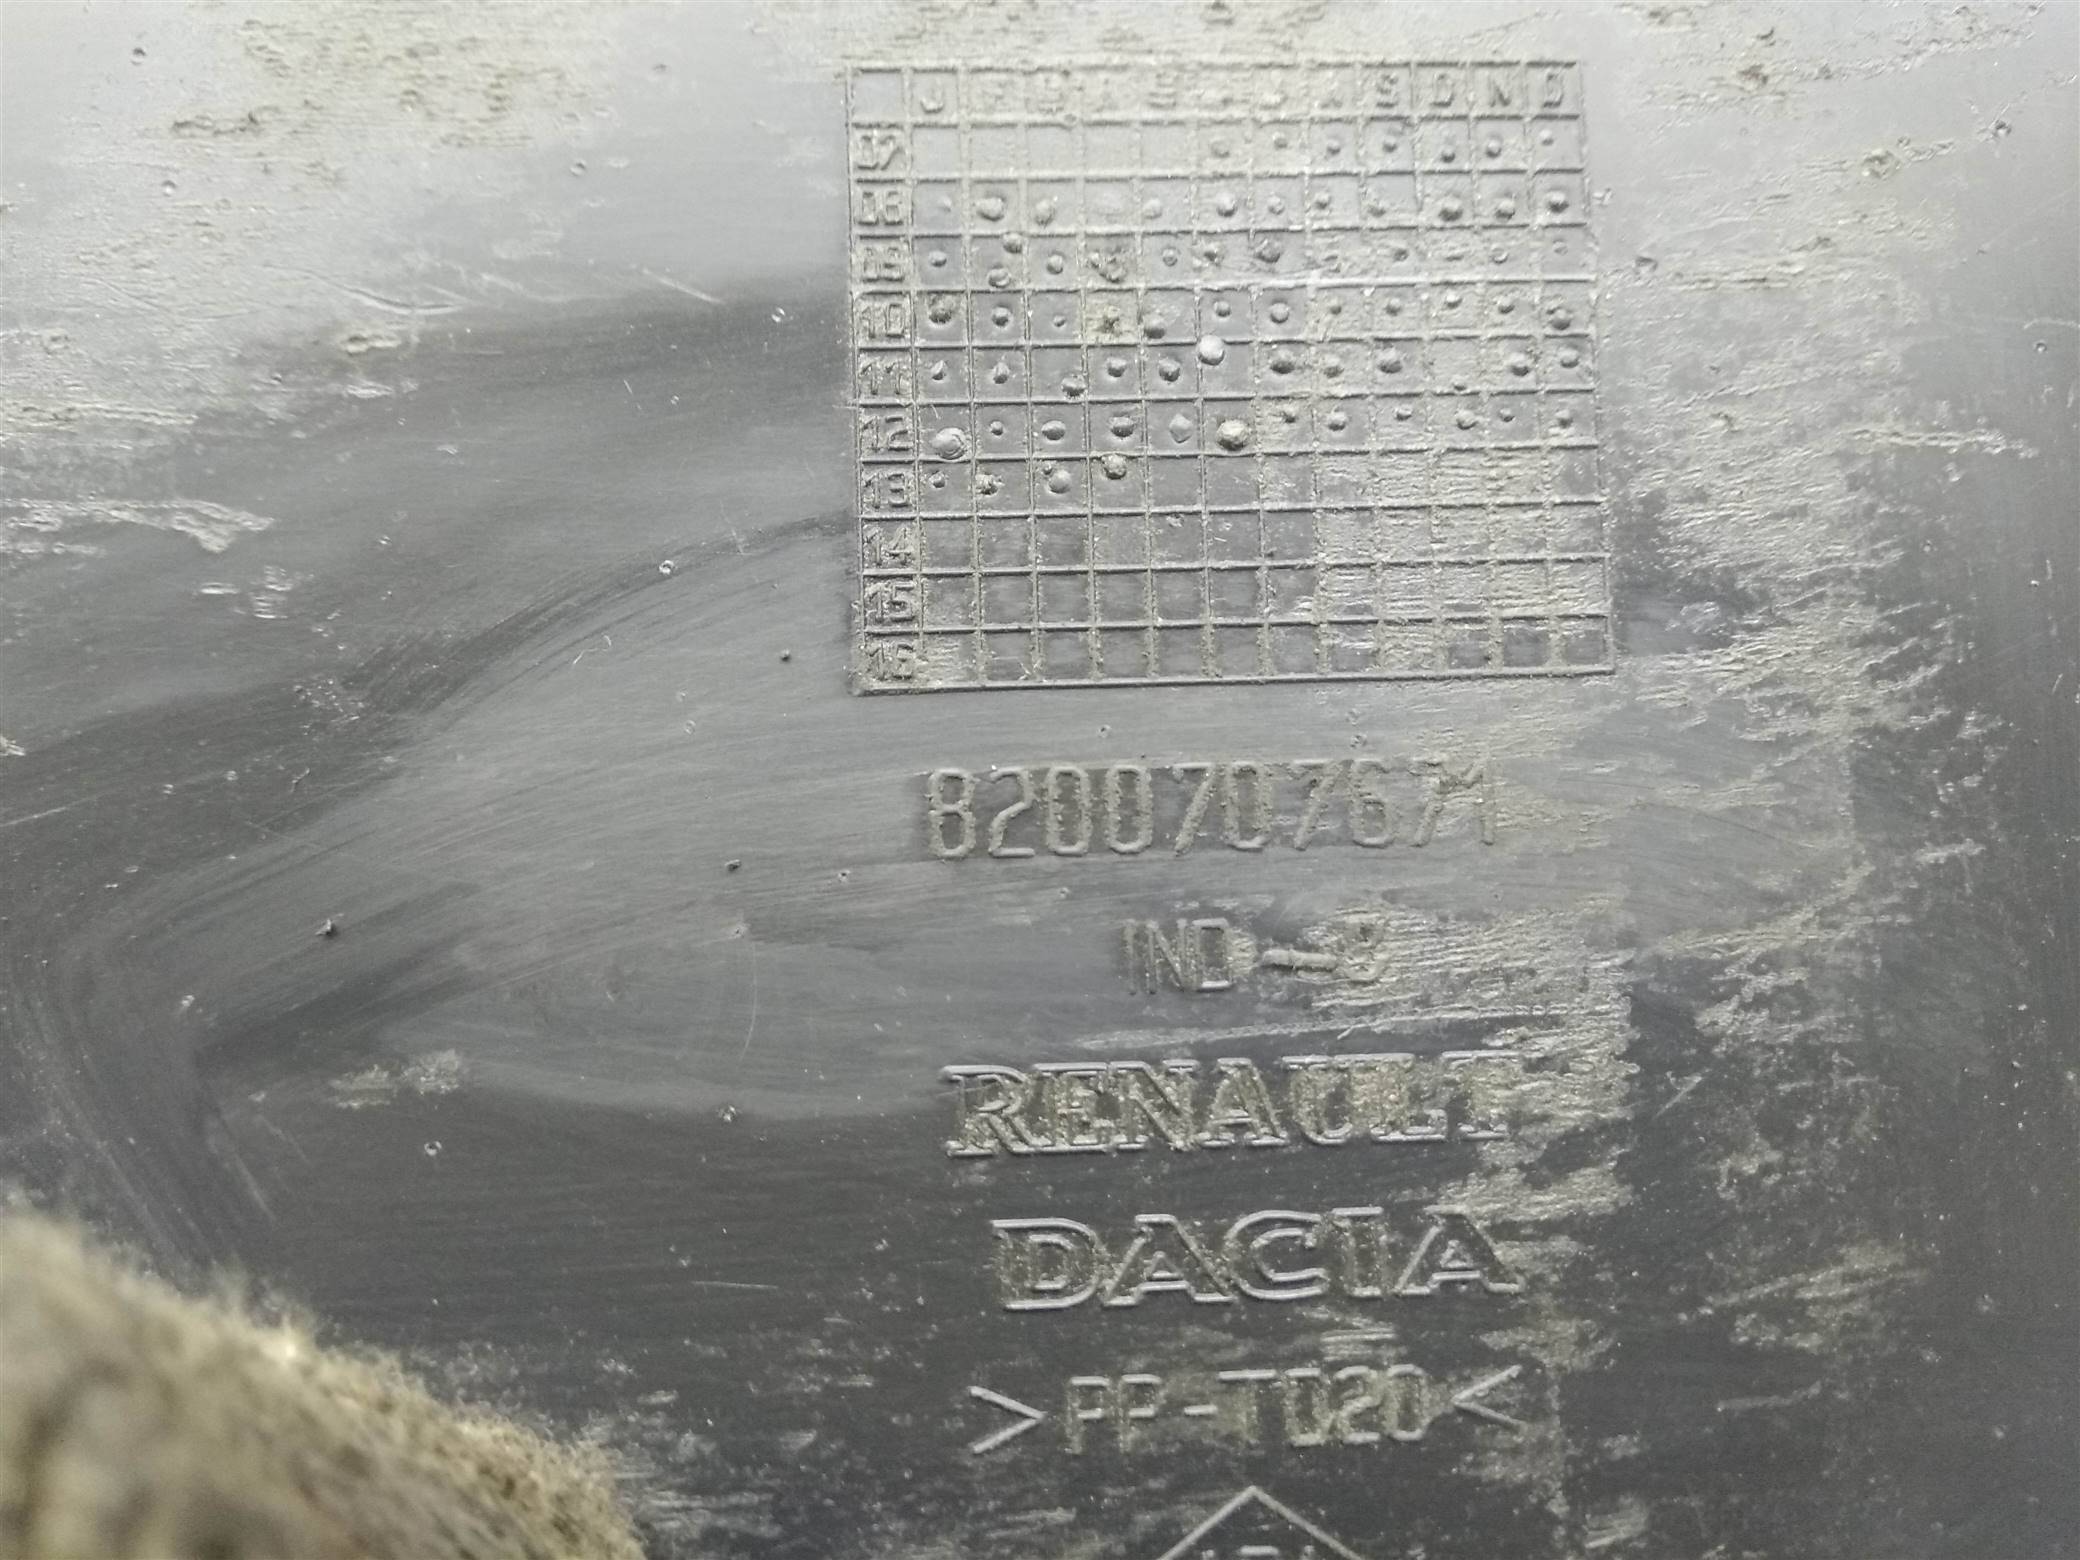 07
08
09
10
11
12
13
14
15
16
8200707671
IND
RENAULT
DACIA
>PP-TD20<